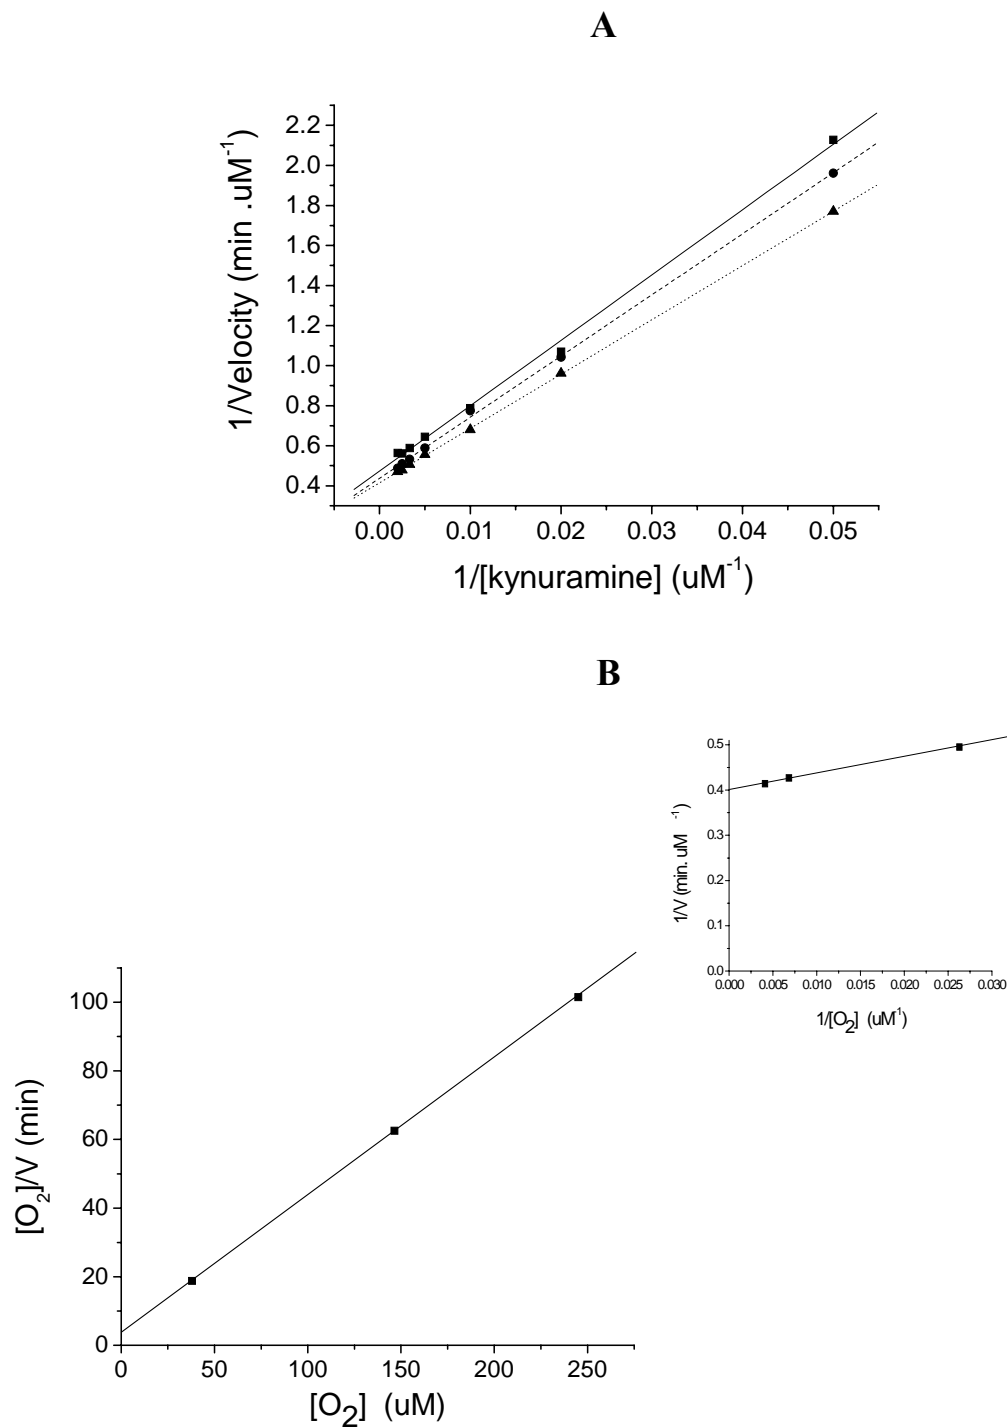 A
1/Velocity (min .uM⁻¹)
2.2
2.0
1.8
1.6
1.4
1.2
1.0
0.8
0.6
0.4
0.00 0.01 0.02 0.03 0.04 0.05
1/[kynuramine] (uM⁻¹)
B
1/V (min. uM ⁻¹)
0.5
0.4
0.3
0.2
0.1
0.0
0.000 0.005 0.010 0.015 0.020 0.025 0.030
1/[O₂] (uM¹)
[O₂]/V (min)
100
80
60
40
20
0
0 50 100 150 200 250
[O₂] (uM)